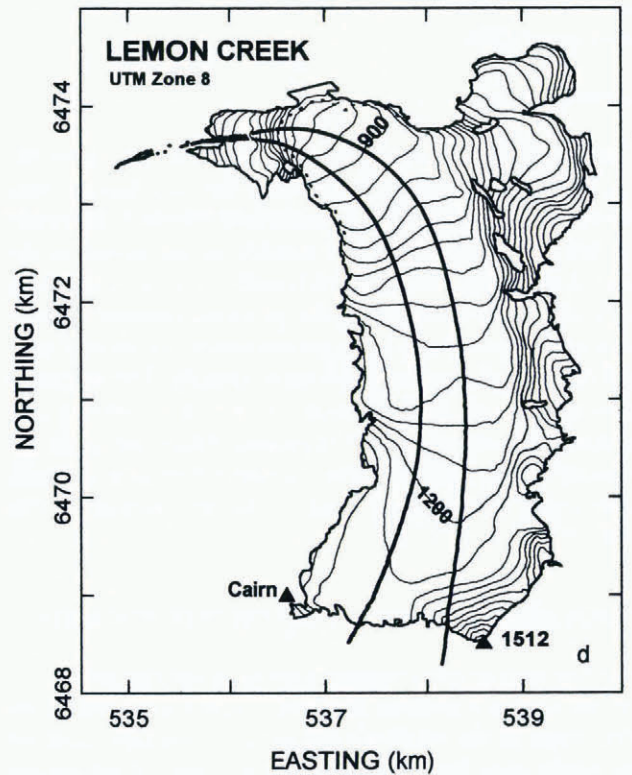 LEMON CREEK
UTM Zone 8
6474
900
6472
NORTHING (km)
6470
1200
Cairn
1512
d
6468
535
537
539
EASTING (km)